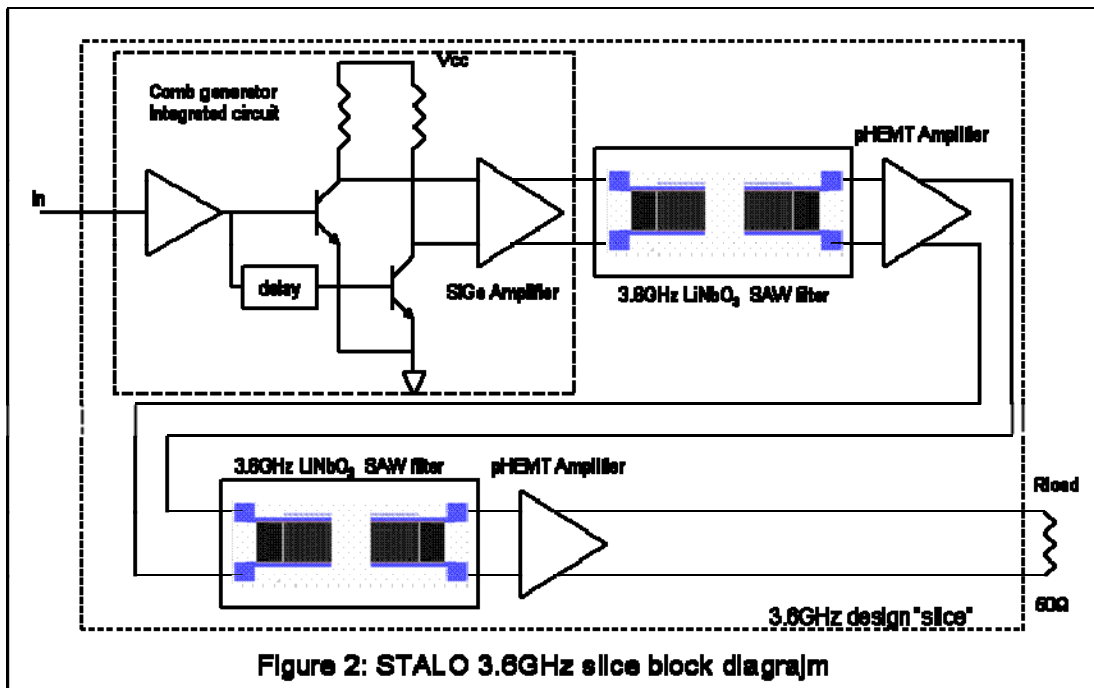 Vcc
Comb generator
Integrated circuit
pHEMT Amplifier
In
delay
SiGe Amplifier
3.6GHz LiNbO3 SAW filter
3.6GHz LiNbO3 SAW filter
pHEMT Amplifier
Rload
50Ω
3.6GHz design "slice"
Figure 2: STALO 3.6GHz slice block diagrajm